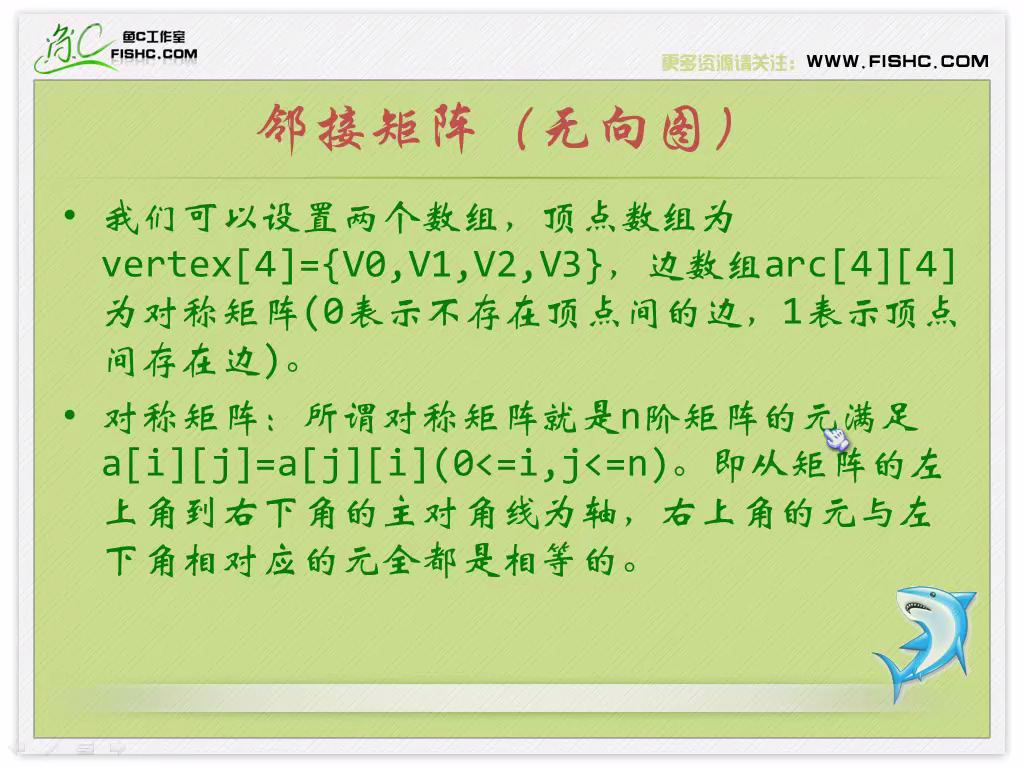 鱼C
鱼C工作室
FISHC.COM
更多资源请关注：WWW.FISHC.COM
邻接矩阵（无向图）
• 我们可以设置两个数组，顶点数组为
vertex[4]={V0,V1,V2,V3}，边数组arc[4][4]
为对称矩阵(0表示不存在顶点间的边，1表示顶点
间存在边)。
• 对称矩阵：所谓对称矩阵就是n阶矩阵的元满足
a[i][j]=a[j][i](0<=i,j<=n)。即从矩阵的左
上角到右下角的主对角线为轴，右上角的元与左
下角相对应的元全都是相等的。